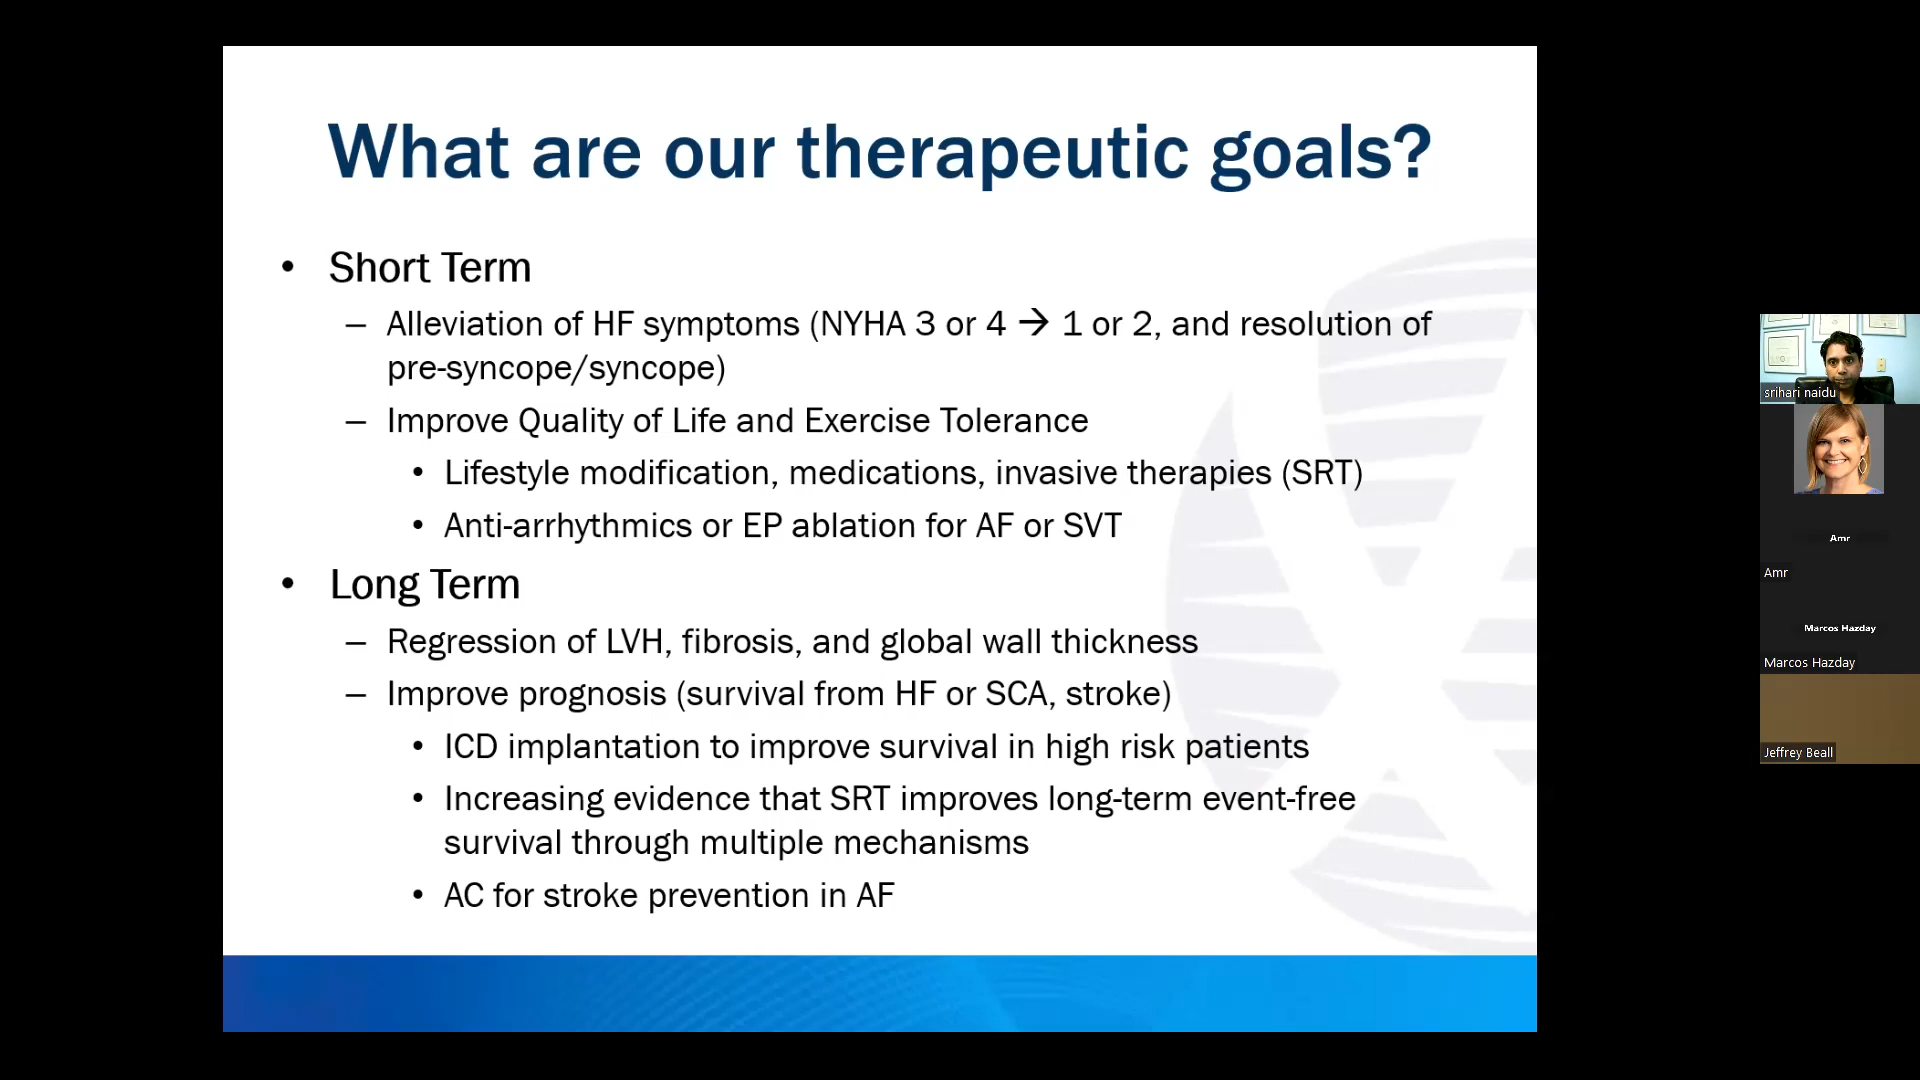 What are our therapeutic goals?
• Short Term
– Alleviation of HF symptoms (NYHA 3 or 4 → 1 or 2, and resolution of
pre-syncope/syncope)
– Improve Quality of Life and Exercise Tolerance
• Lifestyle modification, medications, invasive therapies (SRT)
• Anti-arrhythmics or EP ablation for AF or SVT
• Long Term
– Regression of LVH, fibrosis, and global wall thickness
– Improve prognosis (survival from HF or SCA, stroke)
• ICD implantation to improve survival in high risk patients
• Increasing evidence that SRT improves long-term event-free
survival through multiple mechanisms
• AC for stroke prevention in AF
srihari naidu
Amr
Amr
Marcos Hazday
Marcos Hazday
Jeffrey Beall